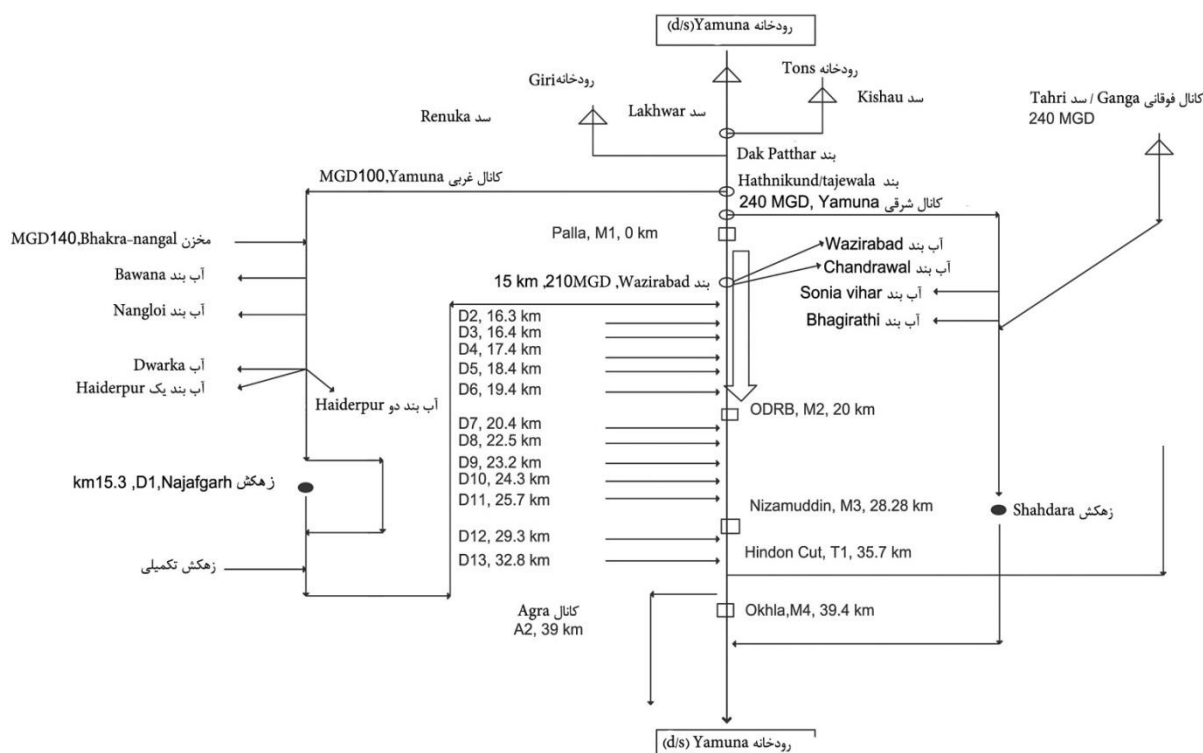 رودخانه Yamuna(d/s)
رودخانه Tons
رودخانهGiri
سد Kishau
سد Lakhwar
سد Renuka
کانال فوقانی Ganga / سد Tahri
240 MGD
بند Dak Patthar
بند Hathnikund/tajewala
کانال غربی MGD100,Yamuna
کانال شرقی 240 MGD, Yamuna
Palla, M1, 0 km
مخزن MGD140,Bhakra-nangal
آب بند Wazirabad
آب بند Chandrawal
آب بند Bawana
بند 15 km ,210MGD ,Wazirabad
آب بند Sonia vihar
آب بند Nangloi
آب بند Bhagirathi
D2, 16.3 km
D3, 16.4 km
D4, 17.4 km
D5, 18.4 km
D6, 19.4 km
آب Dwarka
آب بند یک Haiderpur
آب بند دو Haiderpur
ODRB, M2, 20 km
D7, 20.4 km
D8, 22.5 km
D9, 23.2 km
D10, 24.3 km
D11, 25.7 km
زهکش km15.3 ,D1,Najafgarh
Nizamuddin, M3, 28.28 km
زهکش Shahdara
D12, 29.3 km
D13, 32.8 km
Hindon Cut, T1, 35.7 km
زهکش تکمیلی
کانال Agra
A2, 39 km
Okhla,M4, 39.4 km
رودخانه Yamuna (d/s)